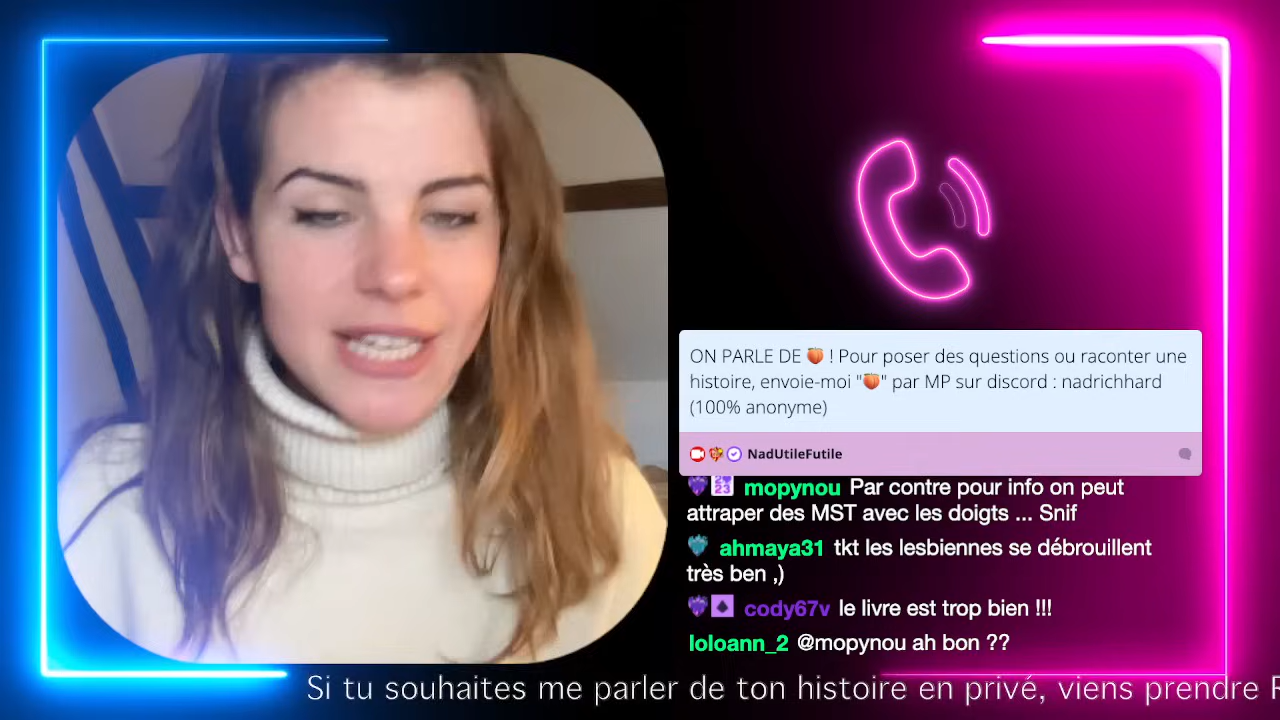 ON PARLE DE 🍑 ! Pour poser des questions ou raconter une
histoire, envoie-moi "🍑" par MP sur discord : nadrichhard
(100% anonyme)
NadUtileFutile
mopynou Par contre pour info on peut
attraper des MST avec les doigts ... Snif
ahmaya31 tkt les lesbiennes se débrouillent
très ben ,)
cody67v le livre est trop bien !!!
loloann_2 @mopynou ah bon ??
Si tu souhaites me parler de ton histoire en privé, viens prendre